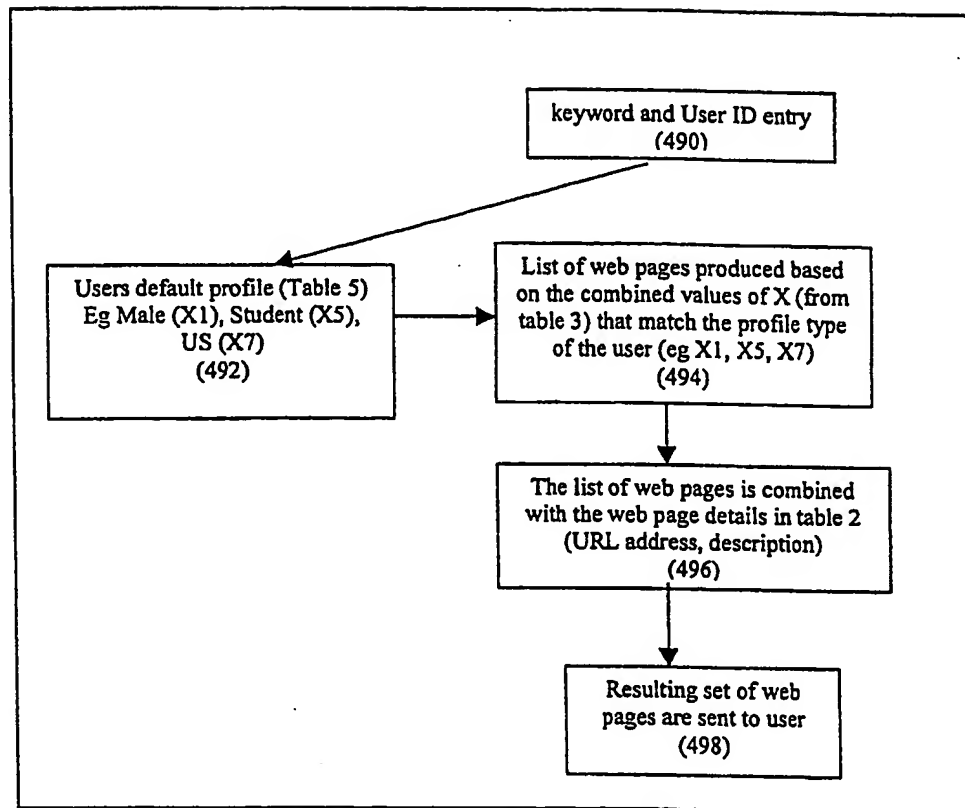 keyword and User ID entry
(490)
Users default profile (Table 5)
Eg Male (X1), Student (X5),
US (X7)
(492)
List of web pages produced based
on the combined values of X (from
table 3) that match the profile type
of the user (eg X1, X5, X7)
(494)
The list of web pages is combined
with the web page details in table 2
(URL address, description)
(496)
Resulting set of web
pages are sent to user
(498)